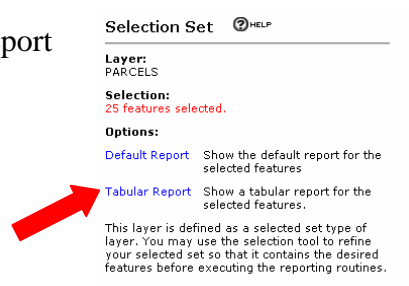 port
Selection Set ?HELP
Layer:
PARCELS
Selection:
25 features selected.
Options:
Default Report Show the default report for the
selected features
Tabular Report Show a tabular report for the
selected features.
This layer is defined as a selected set type of
layer. You may use the selection tool to refine
your selected set so that it contains the desired
features before executing the reporting routines.